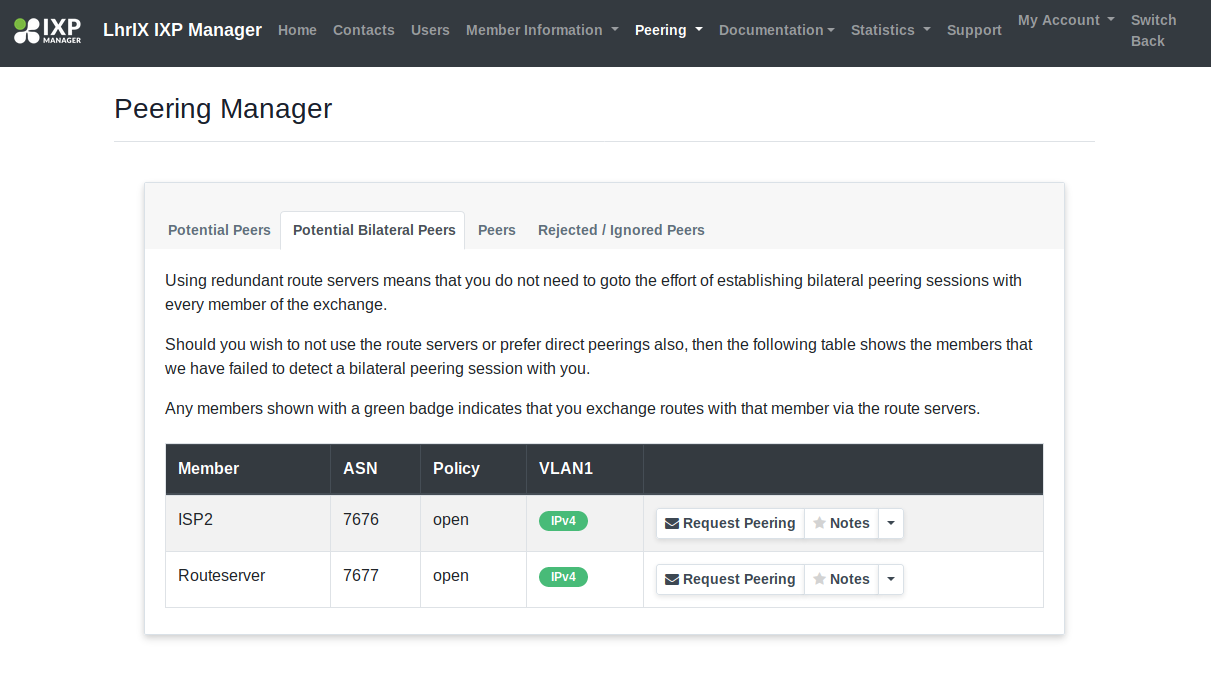 IXP
MANAGER
LhrIX IXP Manager Home Contacts Users Member Information Peering Documentation Statistics Support My Account Switch
Back
Peering Manager
Potential Peers Potential Bilateral Peers Peers Rejected / Ignored Peers
Using redundant route servers means that you do not need to goto the effort of establishing bilateral peering sessions with
every member of the exchange.
Should you wish to not use the route servers or prefer direct peerings also, then the following table shows the members that
we have failed to detect a bilateral peering session with you.
Any members shown with a green badge indicates that you exchange routes with that member via the route servers.
Member ASN Policy VLAN1
ISP2 7676 open IPv4 Request Peering Notes
Routeserver 7677 open IPv4 Request Peering Notes